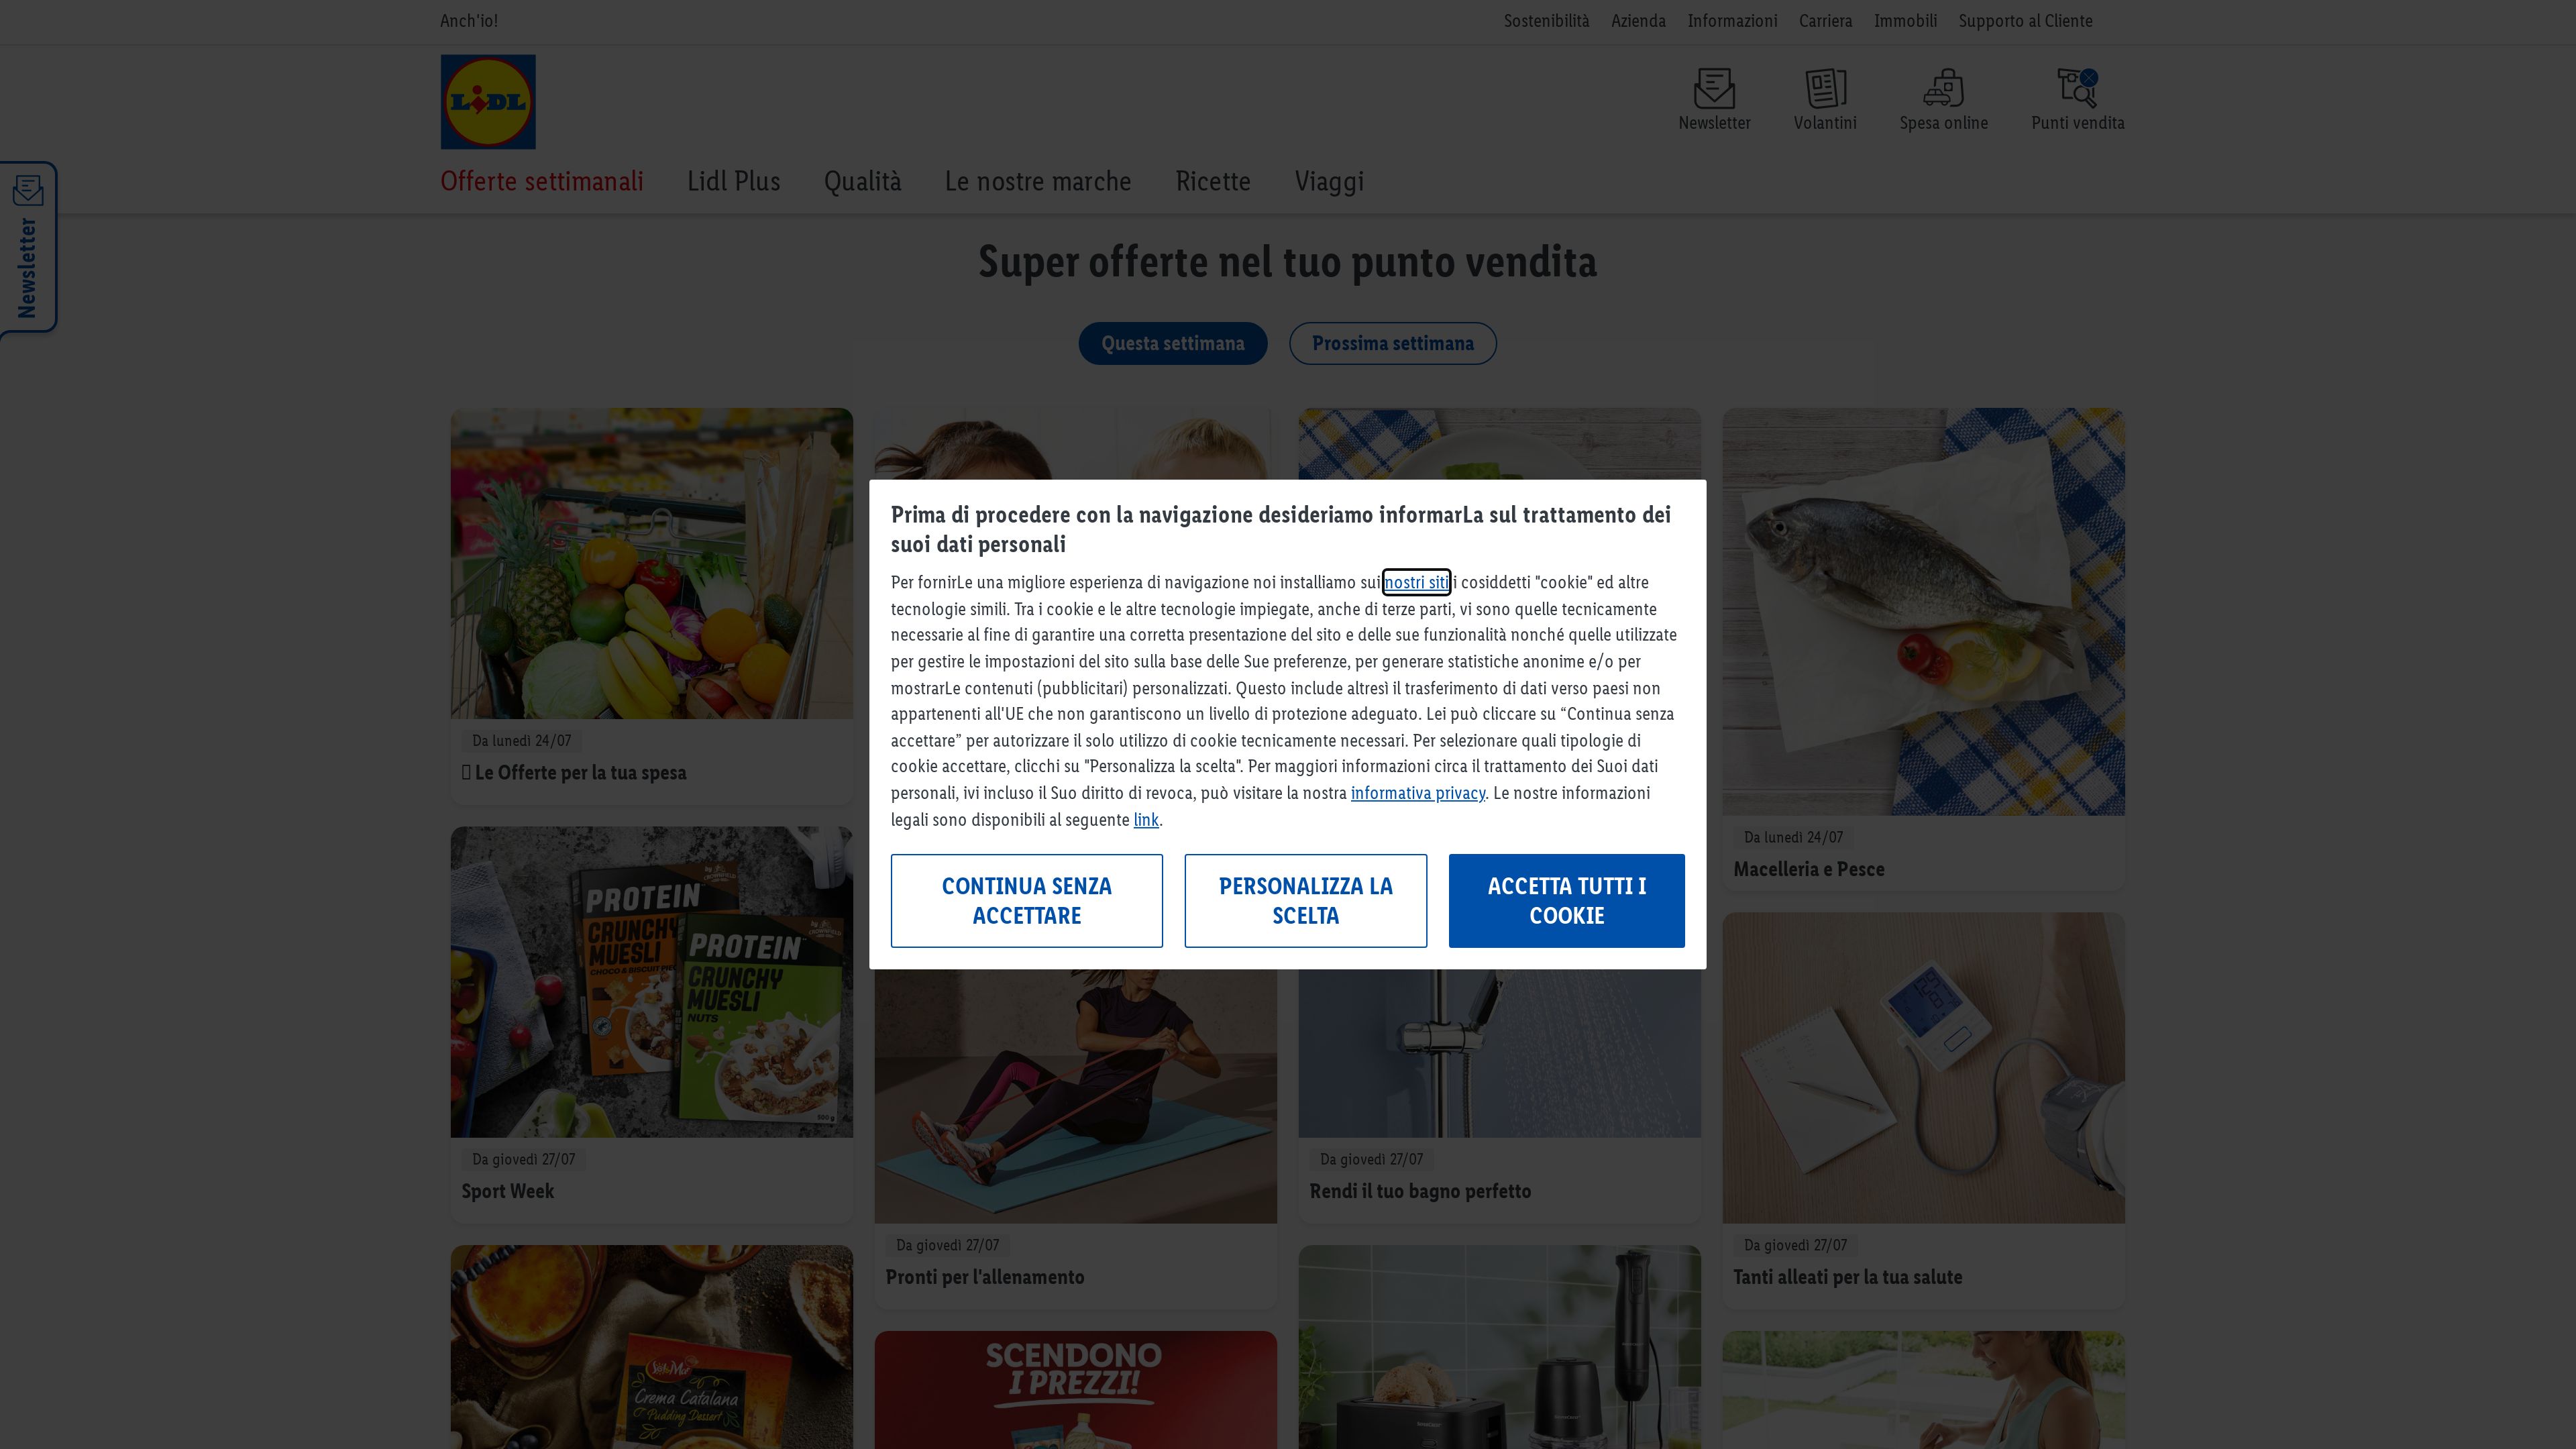 Anch'io!
Sostenibilità Azienda Informazioni Carriera Immobili Supporto al Cliente
LIDL
Newsletter Volantini Spesa online Punti vendita
Offerte settimanali Lidl Plus Qualità Le nostre marche Ricette Viaggi
Newsletter
Super offerte nel tuo punto vendita
Questa settimana Prossima settimana
Prima di procedere con la navigazione desideriamo informarLa sul trattamento dei
suoi dati personali
Per fornirLe una migliore esperienza di navigazione noi installiamo sui nostri siti i cosiddetti "cookie" ed altre
tecnologie simili. Tra i cookie e le altre tecnologie impiegate, anche di terze parti, vi sono quelle tecnicamente
necessarie al fine di garantire una corretta presentazione del sito e delle sue funzionalità nonché quelle utilizzate
per gestire le impostazioni del sito sulla base delle Sue preferenze, per generare statistiche anonime e/o per
mostrarLe contenuti (pubblicitari) personalizzati. Questo include altresì il trasferimento di dati verso paesi non
appartenenti all'UE che non garantiscono un livello di protezione adeguato. Lei può cliccare su “Continua senza
accettare” per autorizzare il solo utilizzo di cookie tecnicamente necessari. Per selezionare quali tipologie di
cookie accettare, clicchi su "Personalizza la scelta". Per maggiori informazioni circa il trattamento dei Suoi dati
personali, ivi incluso il Suo diritto di revoca, può visitare la nostra informativa privacy. Le nostre informazioni
legali sono disponibili al seguente link.
CONTINUA SENZA
ACCETTARE
PERSONALIZZA LA
SCELTA
ACCETTA TUTTI I
COOKIE
Da lunedì 24/07
Le Offerte per la tua spesa
Da lunedì 24/07
Macelleria e Pesce
PROTEIN
CRUNCHY
MUESLI
CHOCO & BISCUIT
PROTEIN
CRUNCHY
MUESLI
NUTS
500 g
Da giovedì 27/07
Sport Week
Da giovedì 27/07
Pronti per l'allenamento
Da giovedì 27/07
Rendi il tuo bagno perfetto
Da giovedì 27/07
Tanti alleati per la tua salute
Sol&Mar
Crema Catalana
Pudding Dessert
SCENDONO
I PREZZI!